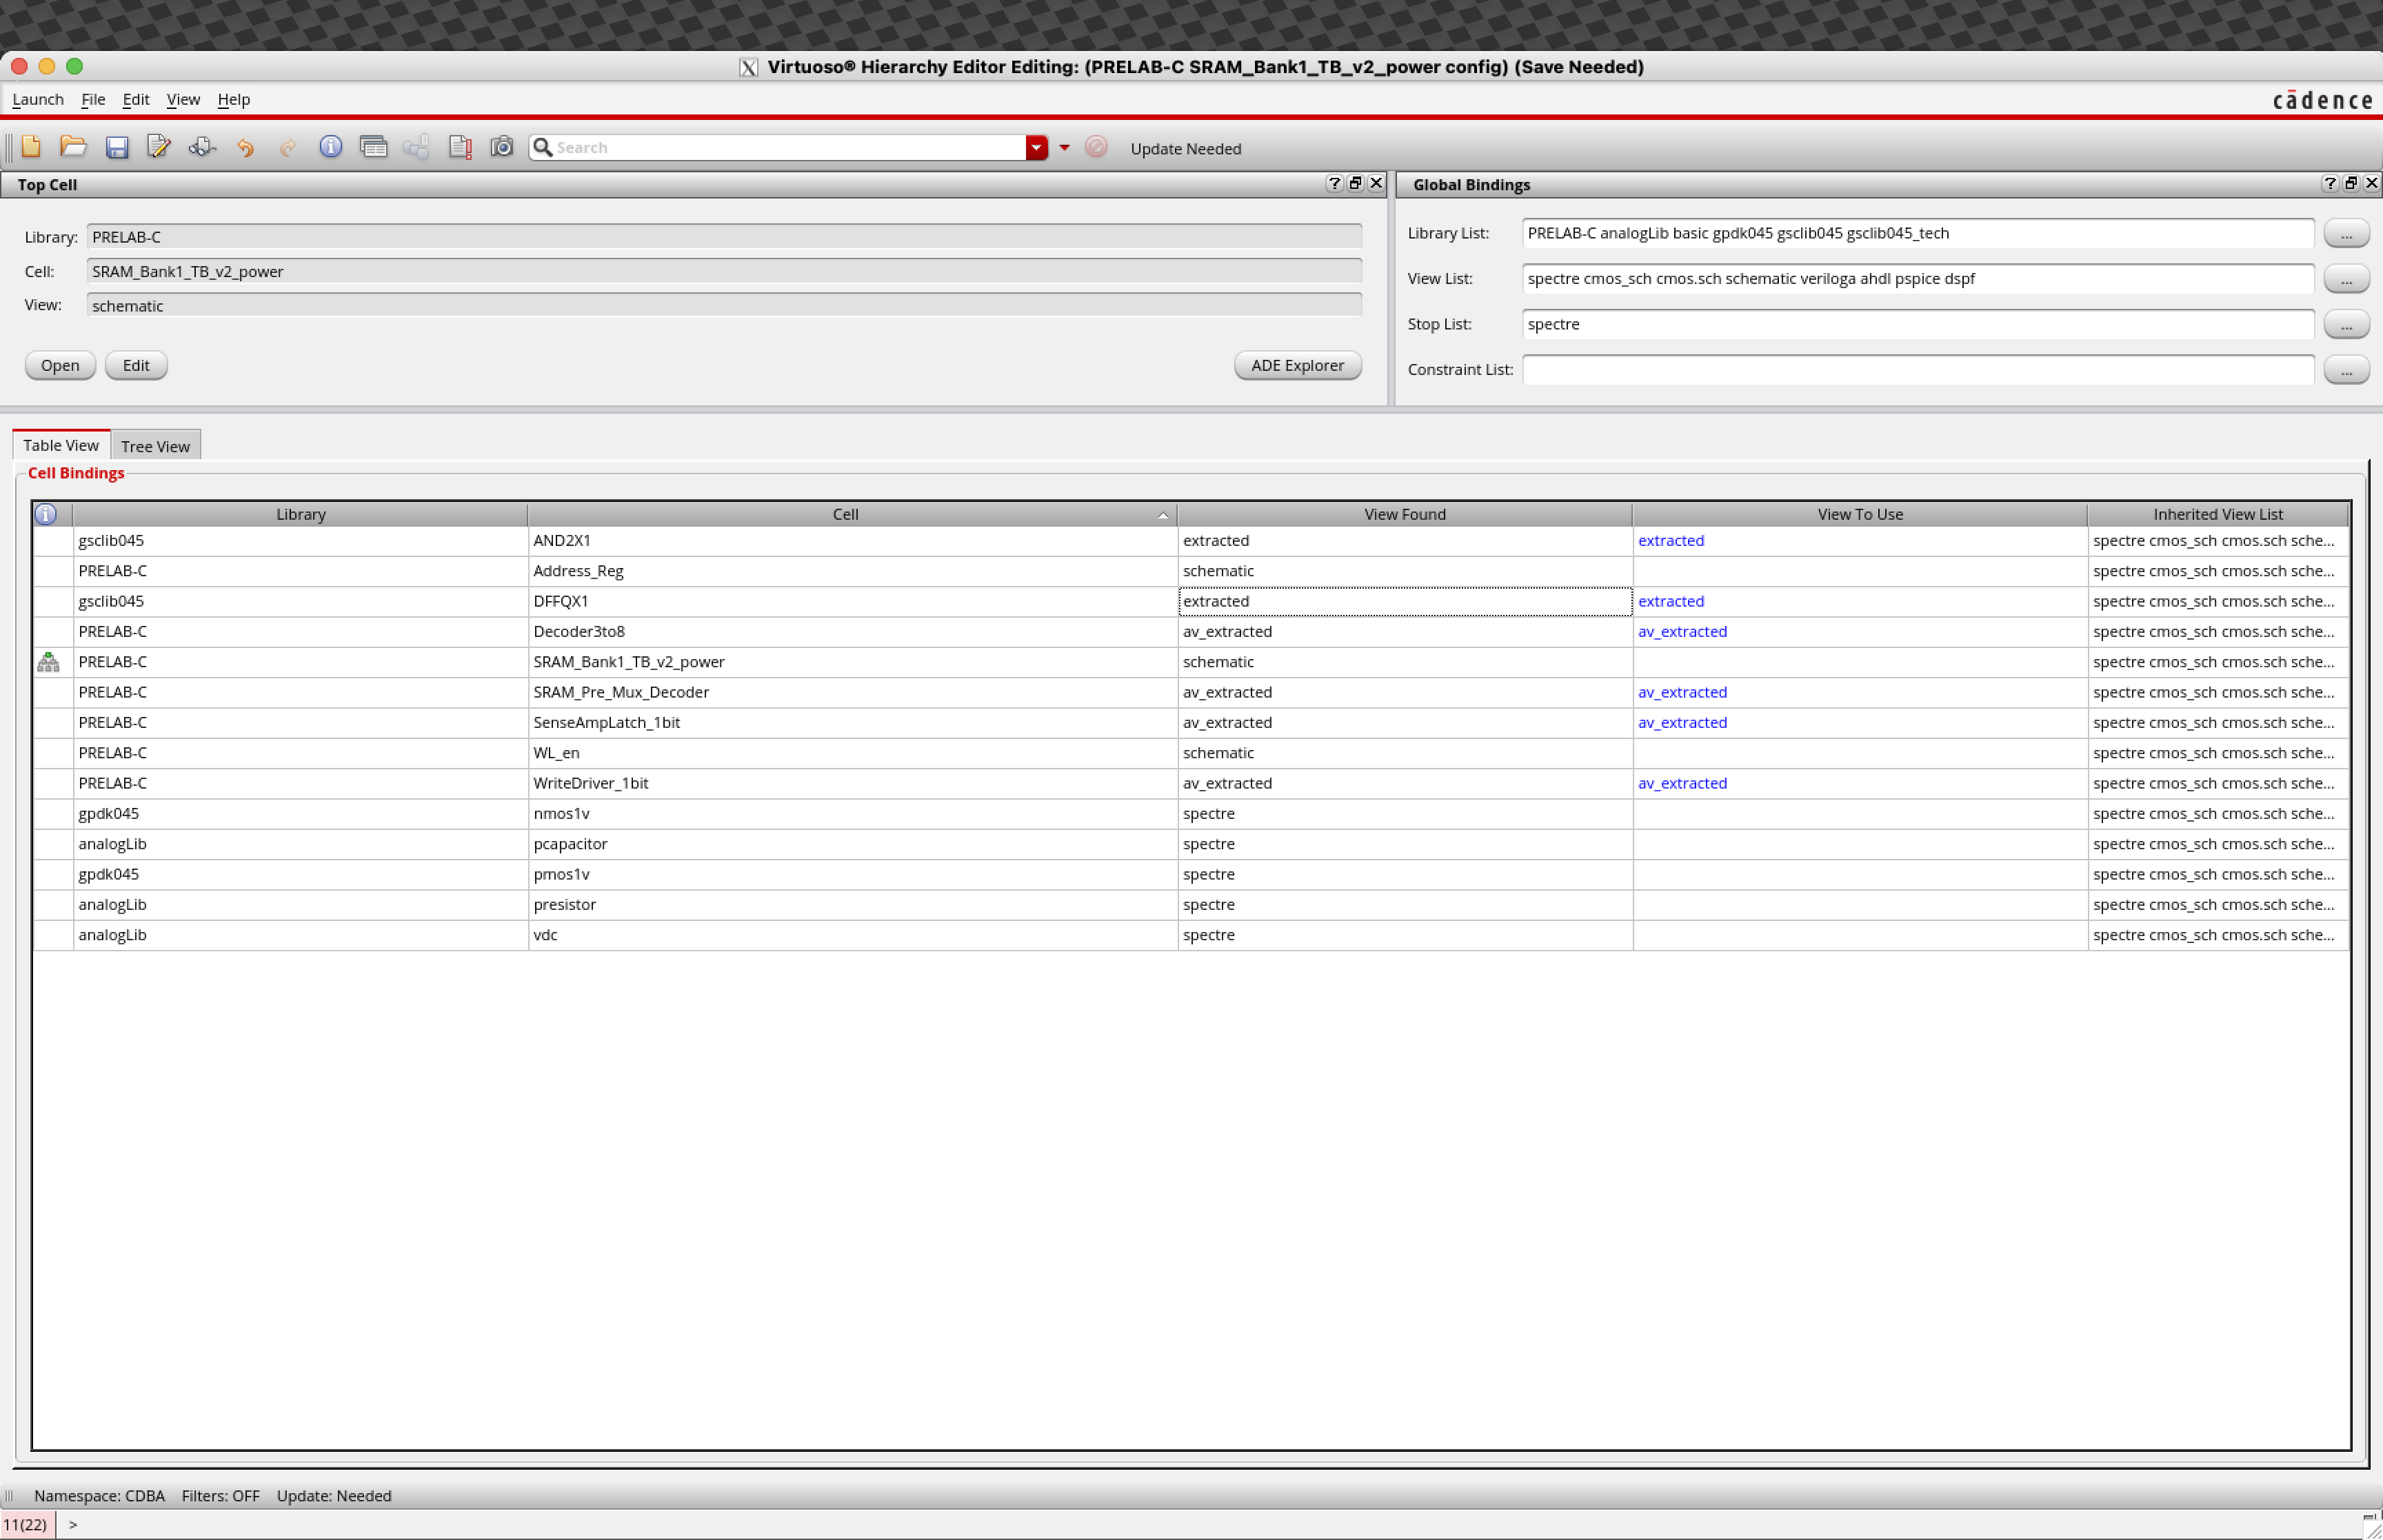 Virtuoso® Hierarchy Editor Editing: (PRELAB-C SRAM_Bank1_TB_v2_power config) (Save Needed)
Launch File Edit View Help
cādence
Search Update Needed
Top Cell
Global Bindings
Library: PRELAB-C
Cell: SRAM_Bank1_TB_v2_power
View: schematic
Open Edit ADE Explorer
Library List: PRELAB-C analogLib basic gpdk045 gsclib045 gsclib045_tech ...
View List: spectre cmos_sch cmos.sch schematic veriloga ahdl pspice dspf ...
Stop List: spectre ...
Constraint List: ...
Table View Tree View
Cell Bindings
Library Cell View Found View To Use Inherited View List
gsclib045 AND2X1 extracted extracted spectre cmos_sch cmos.sch sche...
PRELAB-C Address_Reg schematic spectre cmos_sch cmos.sch sche...
gsclib045 DFFQX1 extracted extracted spectre cmos_sch cmos.sch sche...
PRELAB-C Decoder3to8 av_extracted av_extracted spectre cmos_sch cmos.sch sche...
PRELAB-C SRAM_Bank1_TB_v2_power schematic spectre cmos_sch cmos.sch sche...
PRELAB-C SRAM_Pre_Mux_Decoder av_extracted av_extracted spectre cmos_sch cmos.sch sche...
PRELAB-C SenseAmpLatch_1bit av_extracted av_extracted spectre cmos_sch cmos.sch sche...
PRELAB-C WL_en schematic spectre cmos_sch cmos.sch sche...
PRELAB-C WriteDriver_1bit av_extracted av_extracted spectre cmos_sch cmos.sch sche...
gpdk045 nmos1v spectre spectre cmos_sch cmos.sch sche...
analogLib pcapacitor spectre spectre cmos_sch cmos.sch sche...
gpdk045 pmos1v spectre spectre cmos_sch cmos.sch sche...
analogLib presistor spectre spectre cmos_sch cmos.sch sche...
analogLib vdc spectre spectre cmos_sch cmos.sch sche...
Namespace: CDBA Filters: OFF Update: Needed
11(22) >